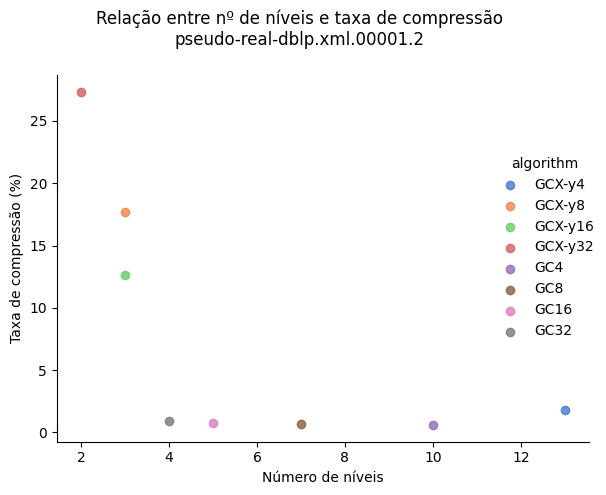 Relação entre nº de níveis e taxa de compressão
pseudo-real-dblp.xml.00001.2
Taxa de compressão (%)
25
20
15
10
5
0
2
4
6
8
10
12
Número de níveis
algorithm
GCX-y4
GCX-y8
GCX-y16
GCX-y32
GC4
GC8
GC16
GC32